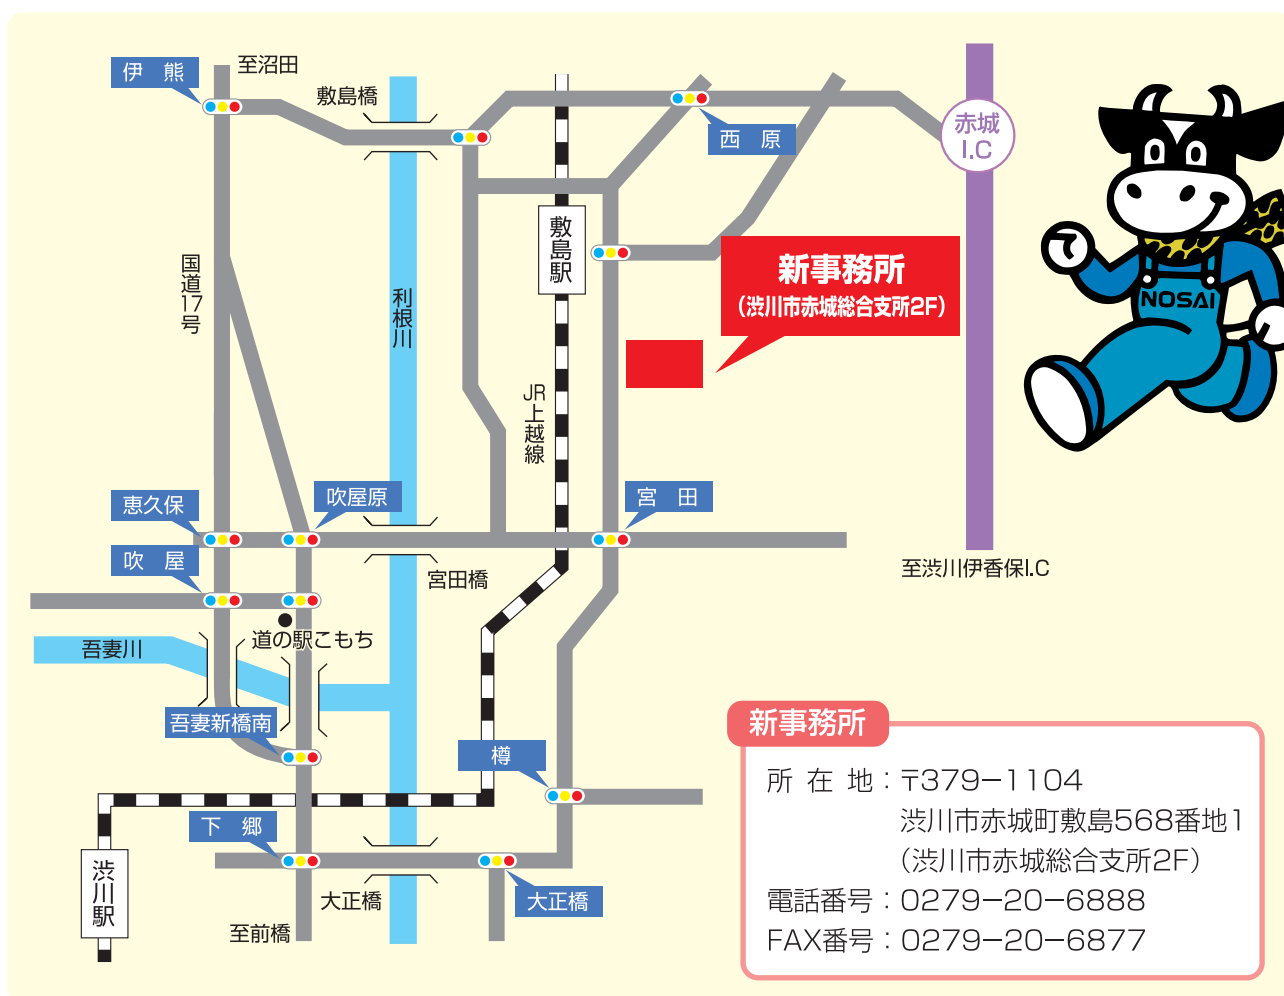 伊 熊
至沼田
敷島橋
西 原
赤城
I.C
敷島駅
国道17号
利根川
新事務所
(渋川市赤城総合支所2F)
NOSAI
JR上越線
恵久保
吹屋原
宮 田
吹 屋
宮田橋
至渋川伊香保I.C
道の駅こもち
吾妻川
吾妻新橋南
樽
下 郷
渋川駅
大正橋
大正橋
至前橋
新事務所
所 在 地:〒379−1104
渋川市赤城町敷島568番地1
(渋川市赤城総合支所2F)
電話番号:0279−20−6888
FAX番号:0279−20−6877